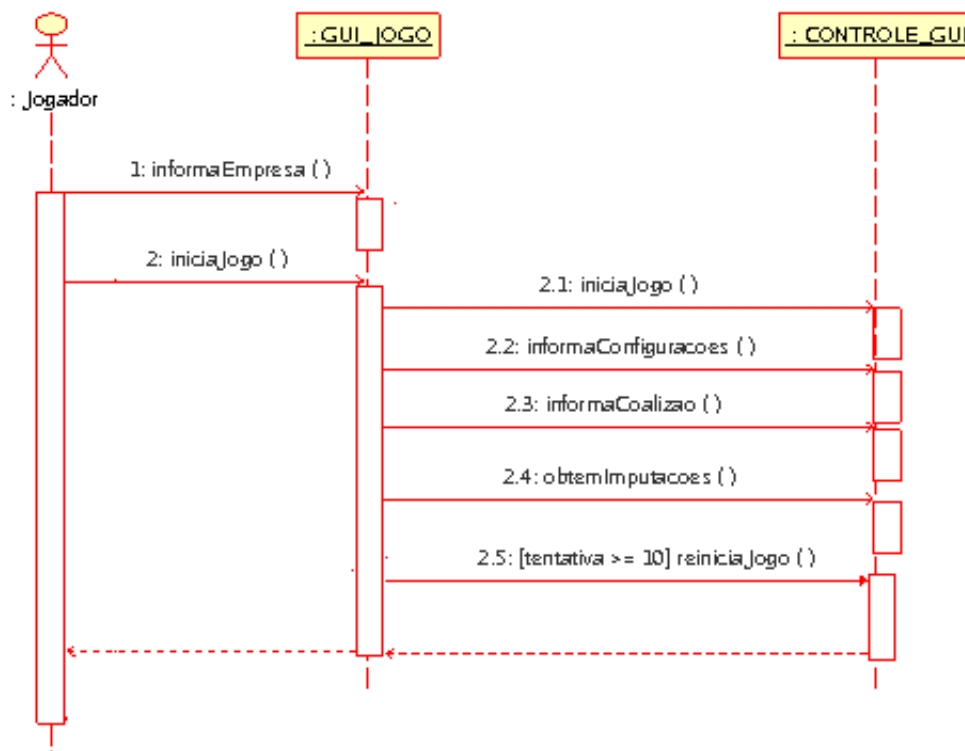 : GUI_JOGO
: CONTROLE_GUI
: Jogador
1: informaEmpresa ( )
2: iniciaJogo ( )
2.1: iniciaJogo ( )
2.2: informaConfiguracoes ( )
2.3: informaCoalizao ( )
2.4: obtemImputacoes ( )
2.5: [tentativa >= 10] reiniciaJogo ( )